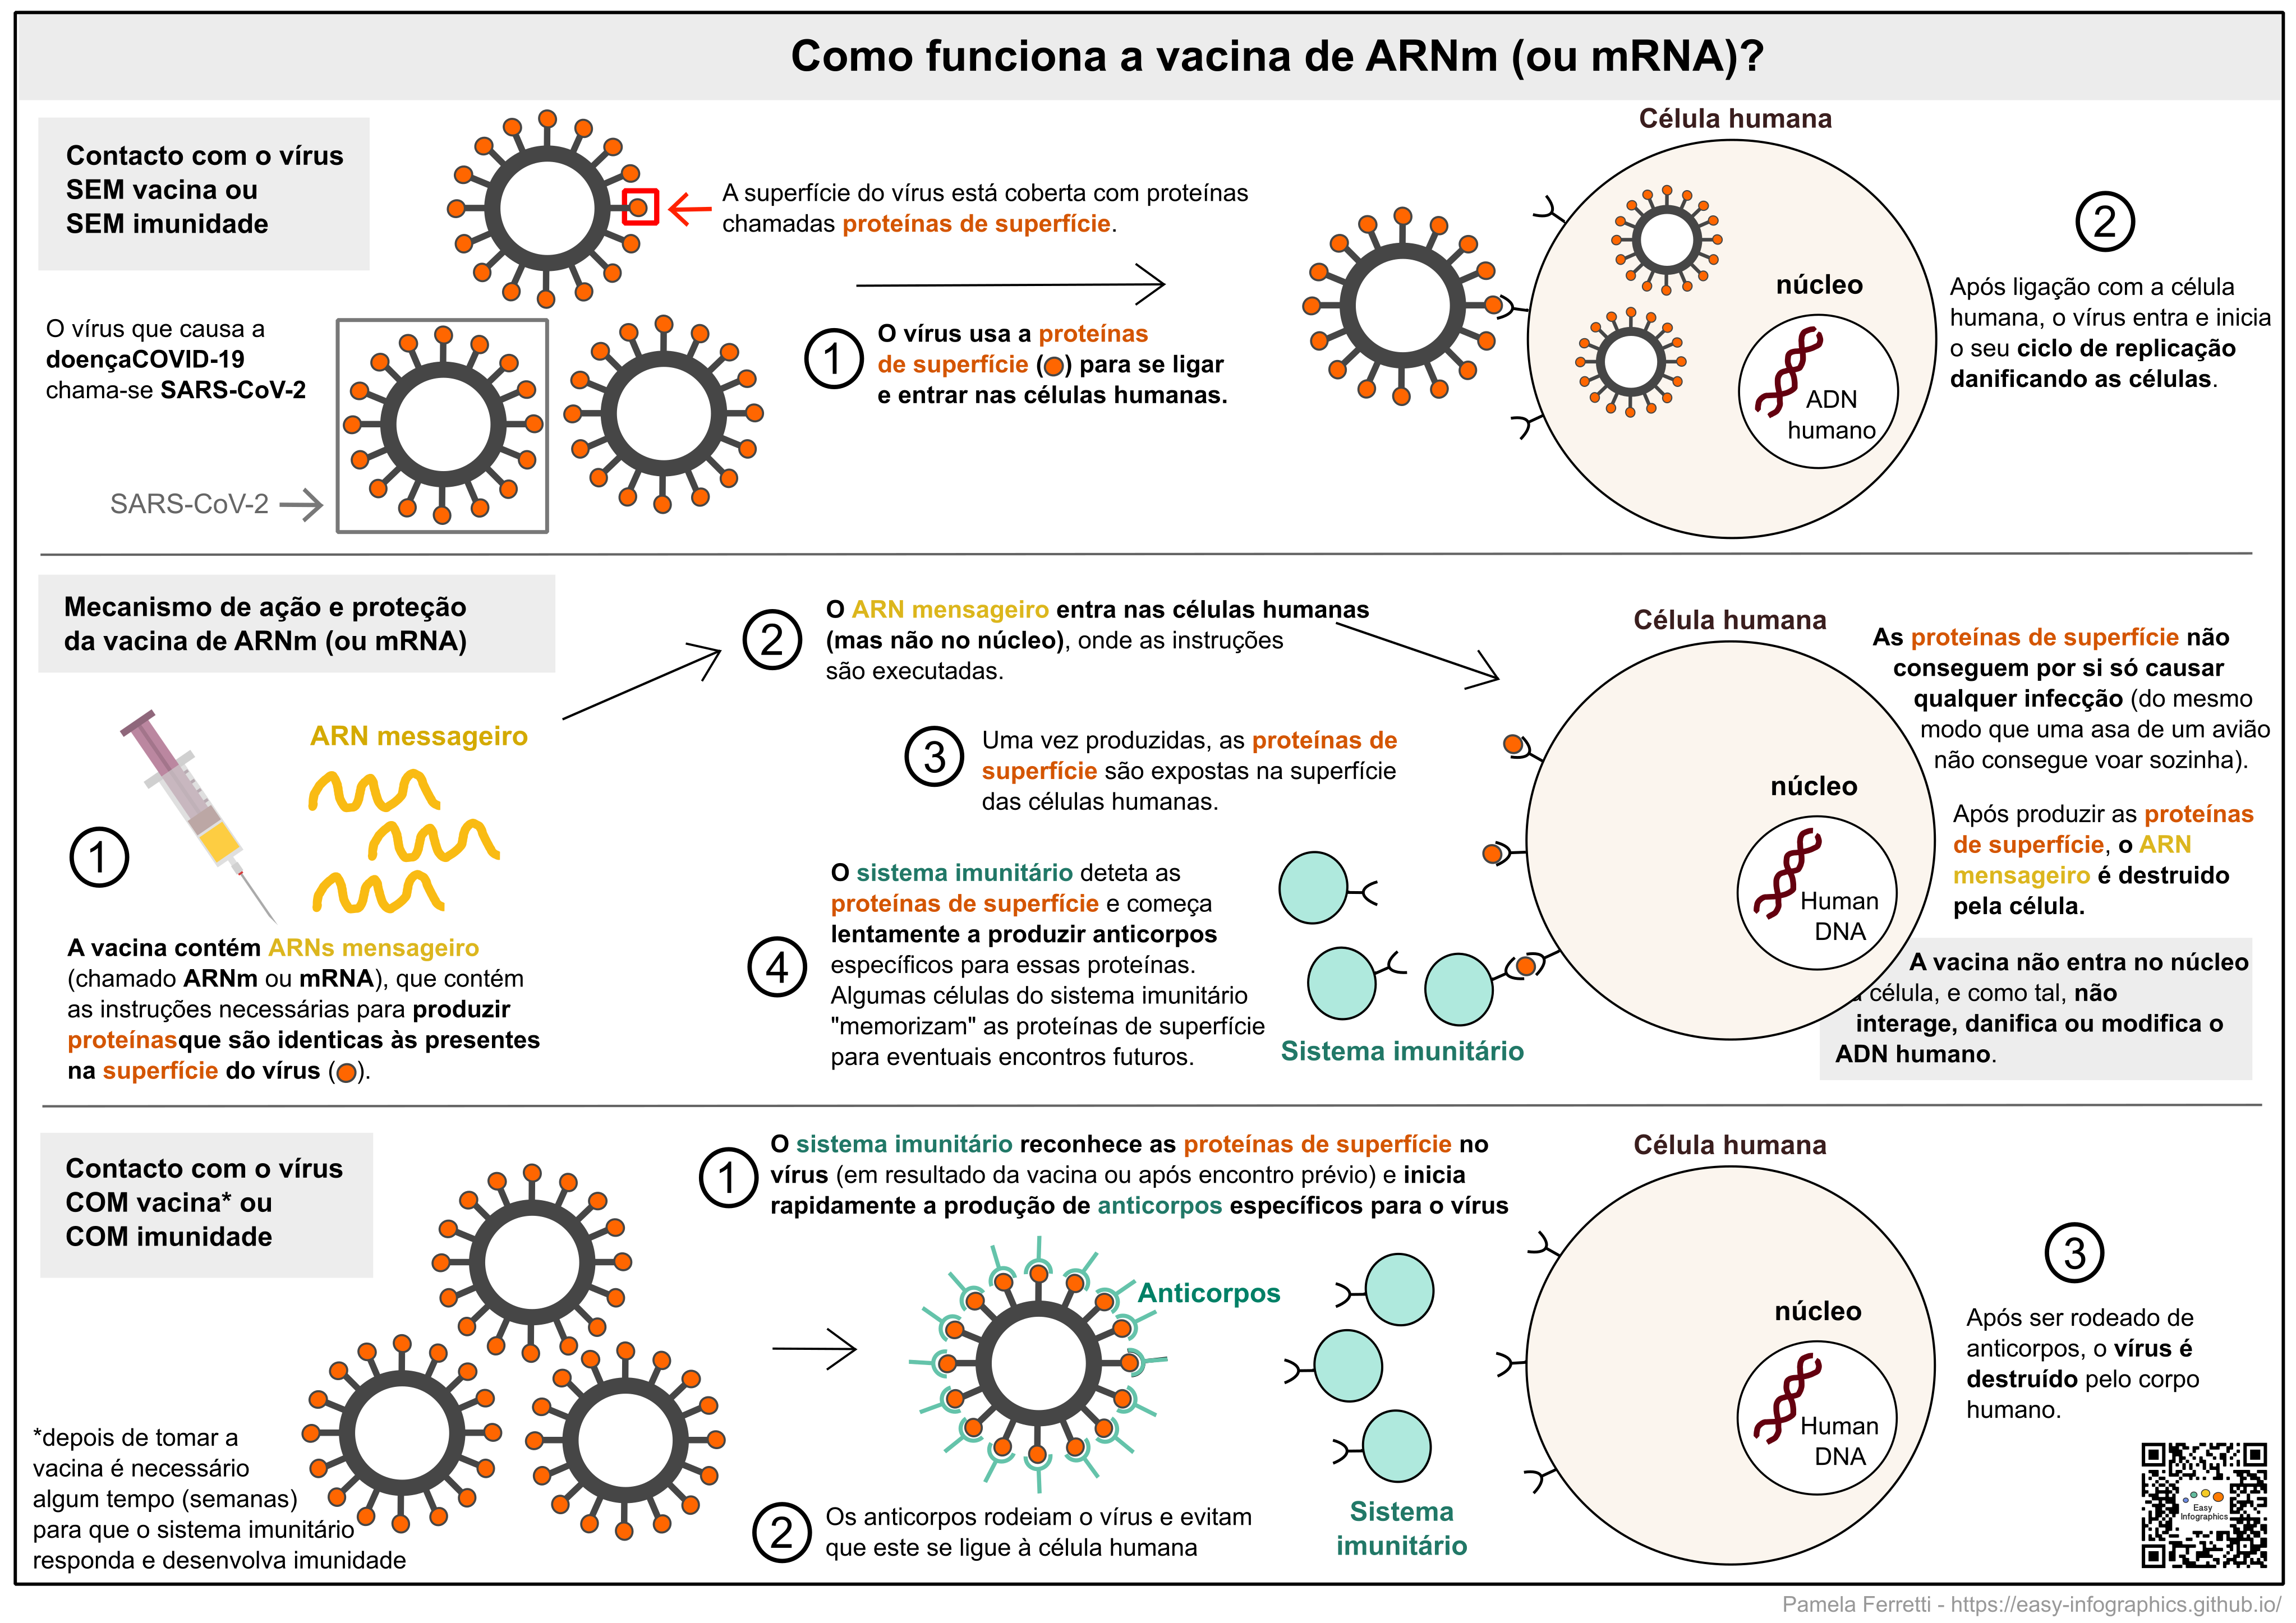 Como funciona a vacina de ARNm (ou mRNA)?
Contacto com o vírus
SEM vacina ou
SEM imunidade
A superfície do vírus está coberta com proteínas
chamadas proteínas de superfície.
O vírus que causa a
doençaCOVID-19
chama-se SARS-CoV-2
SARS-CoV-2
1
O vírus usa a proteínas
de superfície ( ) para se ligar
e entrar nas células humanas.
Célula humana
núcleo
ADN
humano
2
Após ligação com a célula
humana, o vírus entra e inicia
o seu ciclo de replicação
danificando as células.
Mecanismo de ação e proteção
da vacina de ARNm (ou mRNA)
ARN messageiro
1
A vacina contém ARNs mensageiro
(chamado ARNm ou mRNA), que contém
as instruções necessárias para produzir
proteínasque são identicas às presentes
na superfície do vírus ( ).
2
O ARN mensageiro entra nas células humanas
(mas não no núcleo), onde as instruções
são executadas.
3
Uma vez produzidas, as proteínas de
superfície são expostas na superfície
das células humanas.
4
O sistema imunitário deteta as
proteínas de superfície e começa
lentamente a produzir anticorpos
específicos para essas proteínas.
Algumas células do sistema imunitário
"memorizam" as proteínas de superfície
para eventuais encontros futuros.
Sistema imunitário
Célula humana
núcleo
Human
DNA
As proteínas de superfície não
conseguem por si só causar
qualquer infecção (do mesmo
modo que uma asa de um avião
não consegue voar sozinha).
Após produzir as proteínas
de superfície, o ARN
mensageiro é destruido
pela célula.
A vacina não entra no núcleo
célula, e como tal, não
interage, danifica ou modifica o
ADN humano.
Contacto com o vírus
COM vacina* ou
COM imunidade
*depois de tomar a
vacina é necessário
algum tempo (semanas)
para que o sistema imunitário
responda e desenvolva imunidade
1
O sistema imunitário reconhece as proteínas de superfície no
vírus (em resultado da vacina ou após encontro prévio) e inicia
rapidamente a produção de anticorpos específicos para o vírus
Anticorpos
2
Os anticorpos rodeiam o vírus e evitam
que este se ligue à célula humana
Sistema
imunitário
Célula humana
núcleo
Human
DNA
3
Após ser rodeado de
anticorpos, o vírus é
destruído pelo corpo
humano.
Easy
Infographics
Pamela Ferretti - https://easy-infographics.github.io/